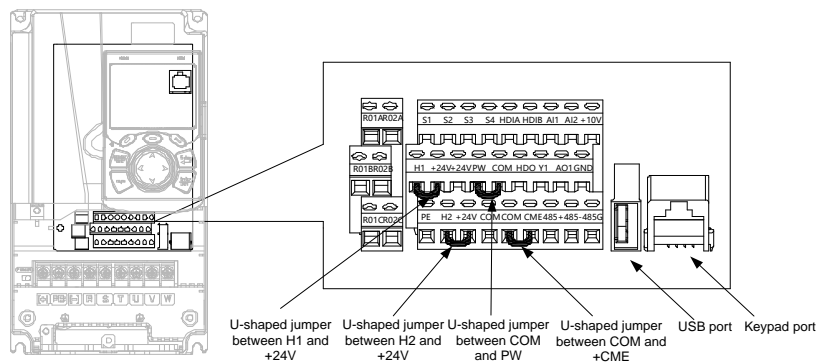 R01A R02A
S1 S2 S3 S4 HDIA HDIB AI1 AI2 +10V
R01B R02B
H1 +24V +24V PW COM HDO Y1 AO1 GND
R01C R02C
PE H2 +24V COM COM CME 485+ 485- 485G
(+) PB (-) R S T U V W
U-shaped jumper
between H1 and
+24V
U-shaped jumper
between H2 and
+24V
U-shaped jumper
between COM
and PW
U-shaped jumper
between COM and
+CME
USB port
Keypad port